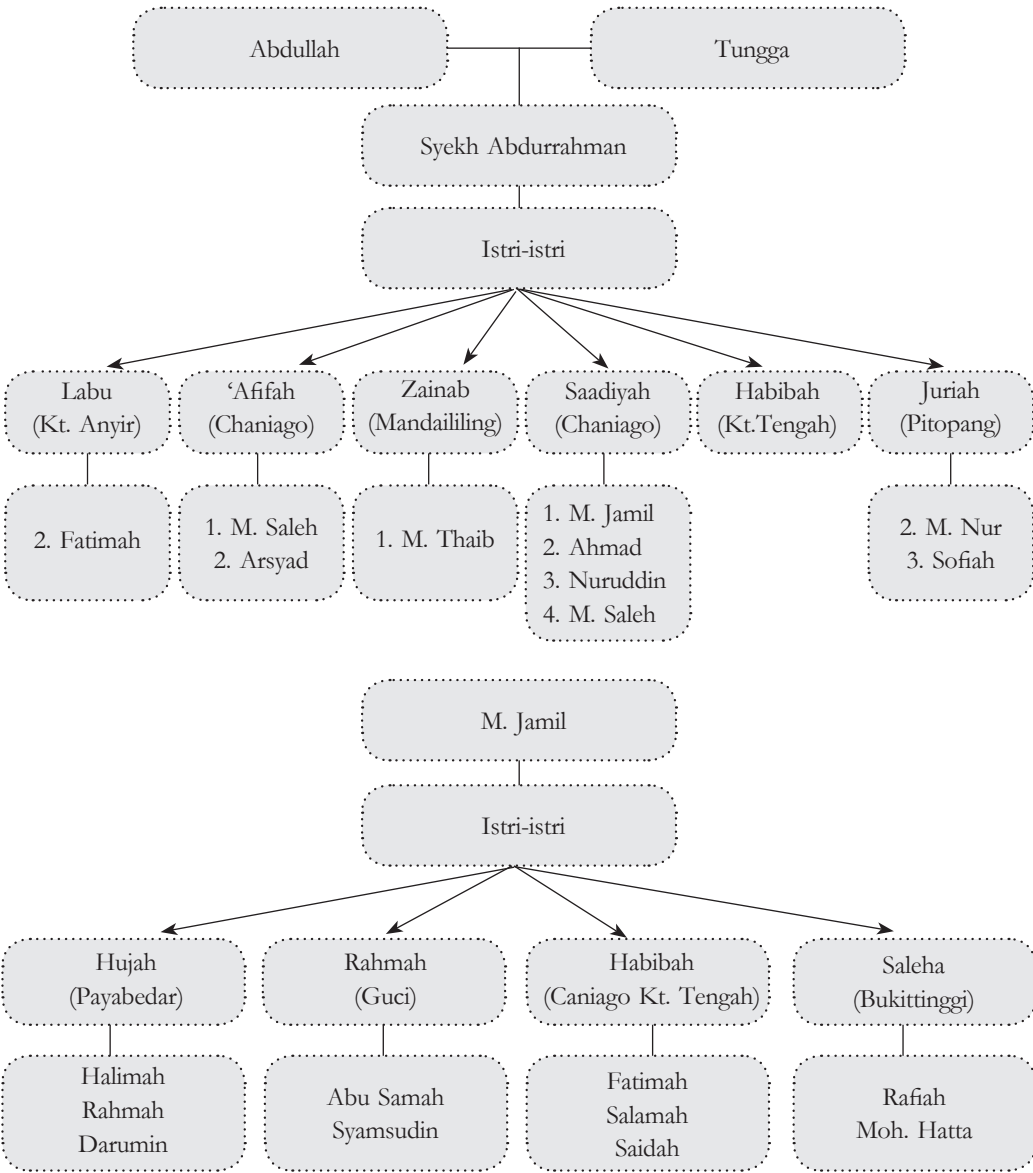 Abdullah
Tungga
Syekh Abdurrahman
Istri-istri
Labu
(Kt. Anyir)
‘Afifah
(Chaniago)
Zainab
(Mandaililing)
Saadiyah
(Chaniago)
Habibah
(Kt.Tengah)
Juriah
(Pitopang)
2. Fatimah
1. M. Saleh
2. Arsyad
1. M. Thaib
1. M. Jamil
2. Ahmad
3. Nuruddin
4. M. Saleh
2. M. Nur
3. Sofiah
M. Jamil
Istri-istri
Hujah
(Payabedar)
Rahmah
(Guci)
Habibah
(Caniago Kt. Tengah)
Saleha
(Bukittinggi)
Halimah
Rahmah
Darumin
Abu Samah
Syamsudin
Fatimah
Salamah
Saidah
Rafiah
Moh. Hatta